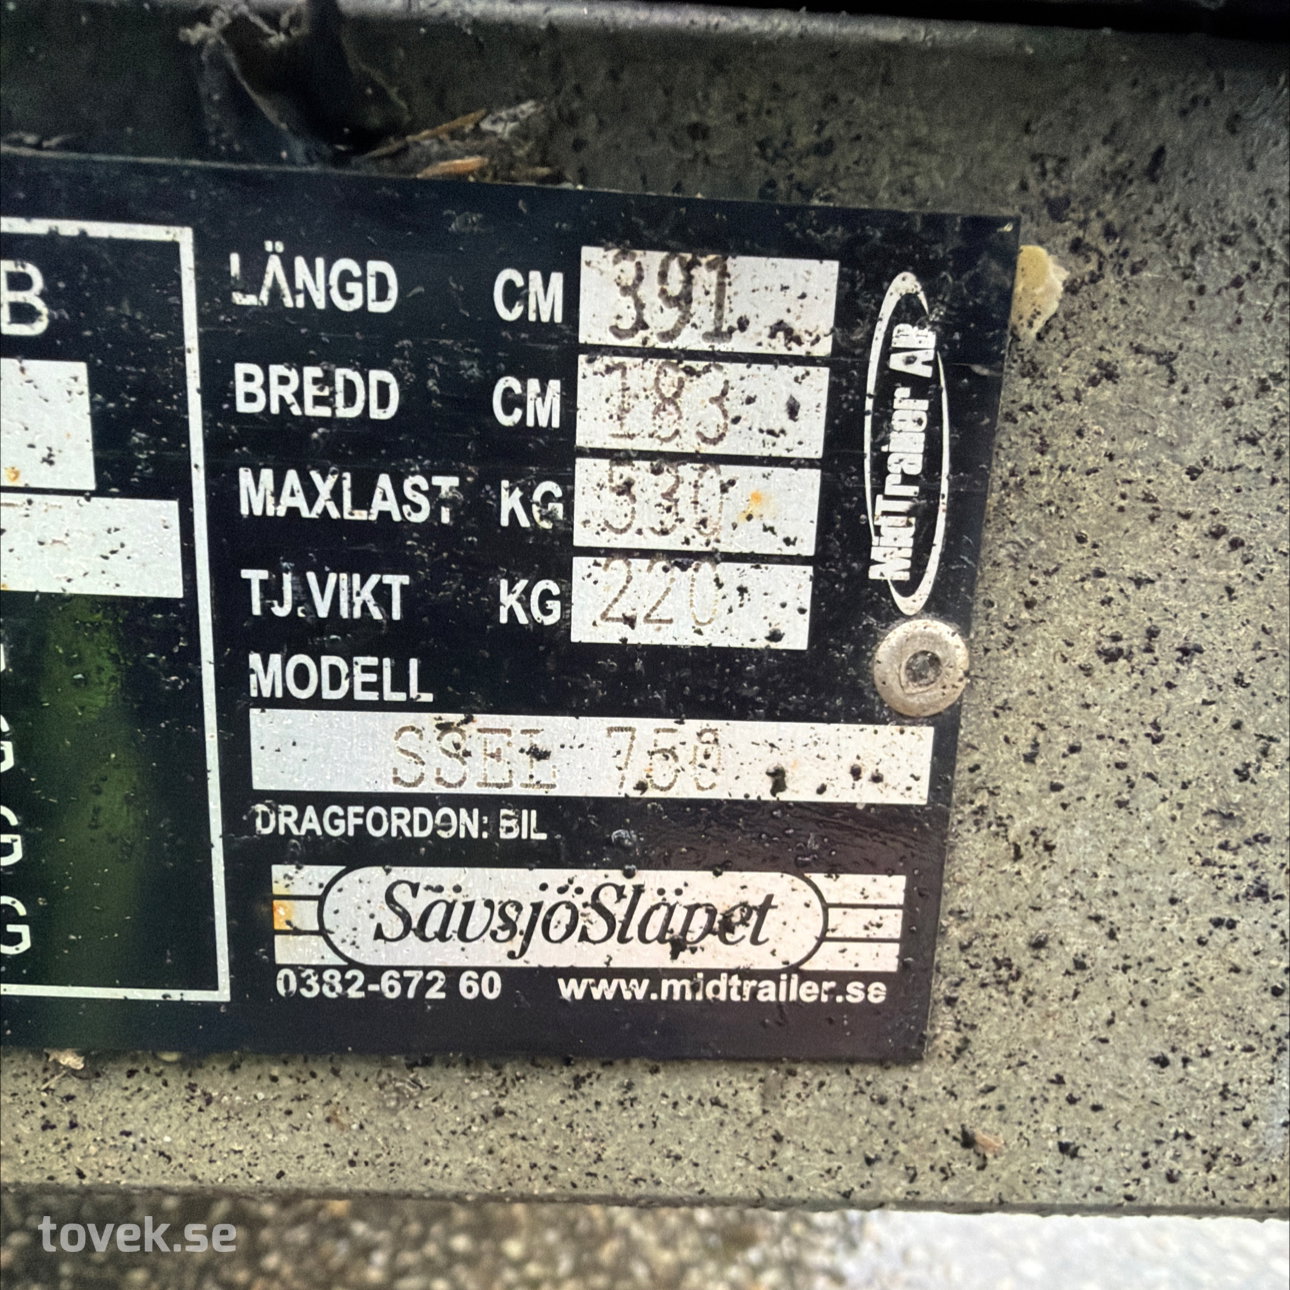 B
LÄNGD CM 391
BREDD CM 183
MAXLAST KG 530
TJ.VIKT KG 220
MODELL
SSEL 750
DRAGFORDON: BIL
SävsjöSläpet
0382-672 60 www.midtrailer.se
MidTrailer AB
G
G
G
tovek.se